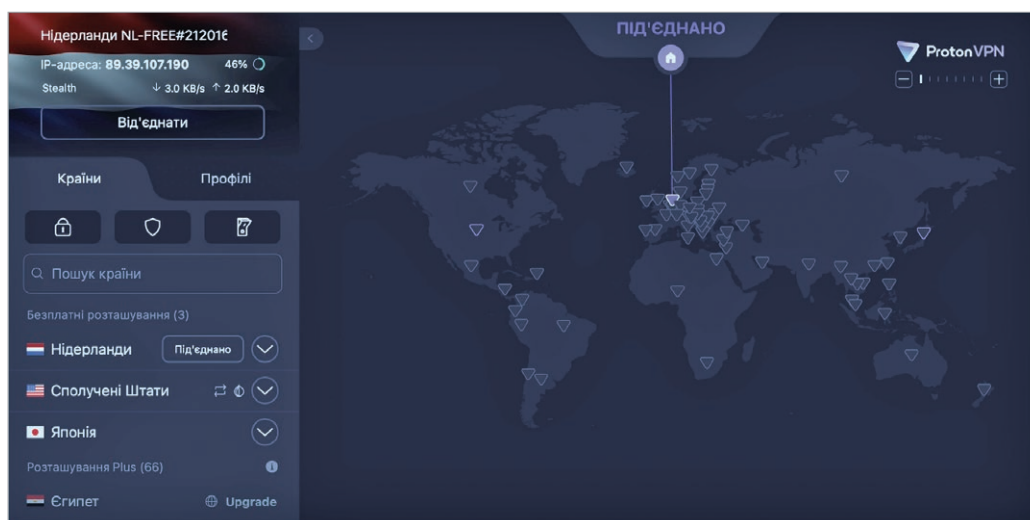 Нідерланди NL-FREE#212016
IP-адреса: 89.39.107.190 46%
Stealth ↓ 3.0 KB/s ↑ 2.0 KB/s
Від'єднати
Країни Профілі
Пошук країни
Безплатні розташування (3)
Нідерланди Під'єднано
Сполучені Штати
Японія
Розташування Plus (66)
Єгипет Upgrade
ПІД'ЄДНАНО
ProtonVPN